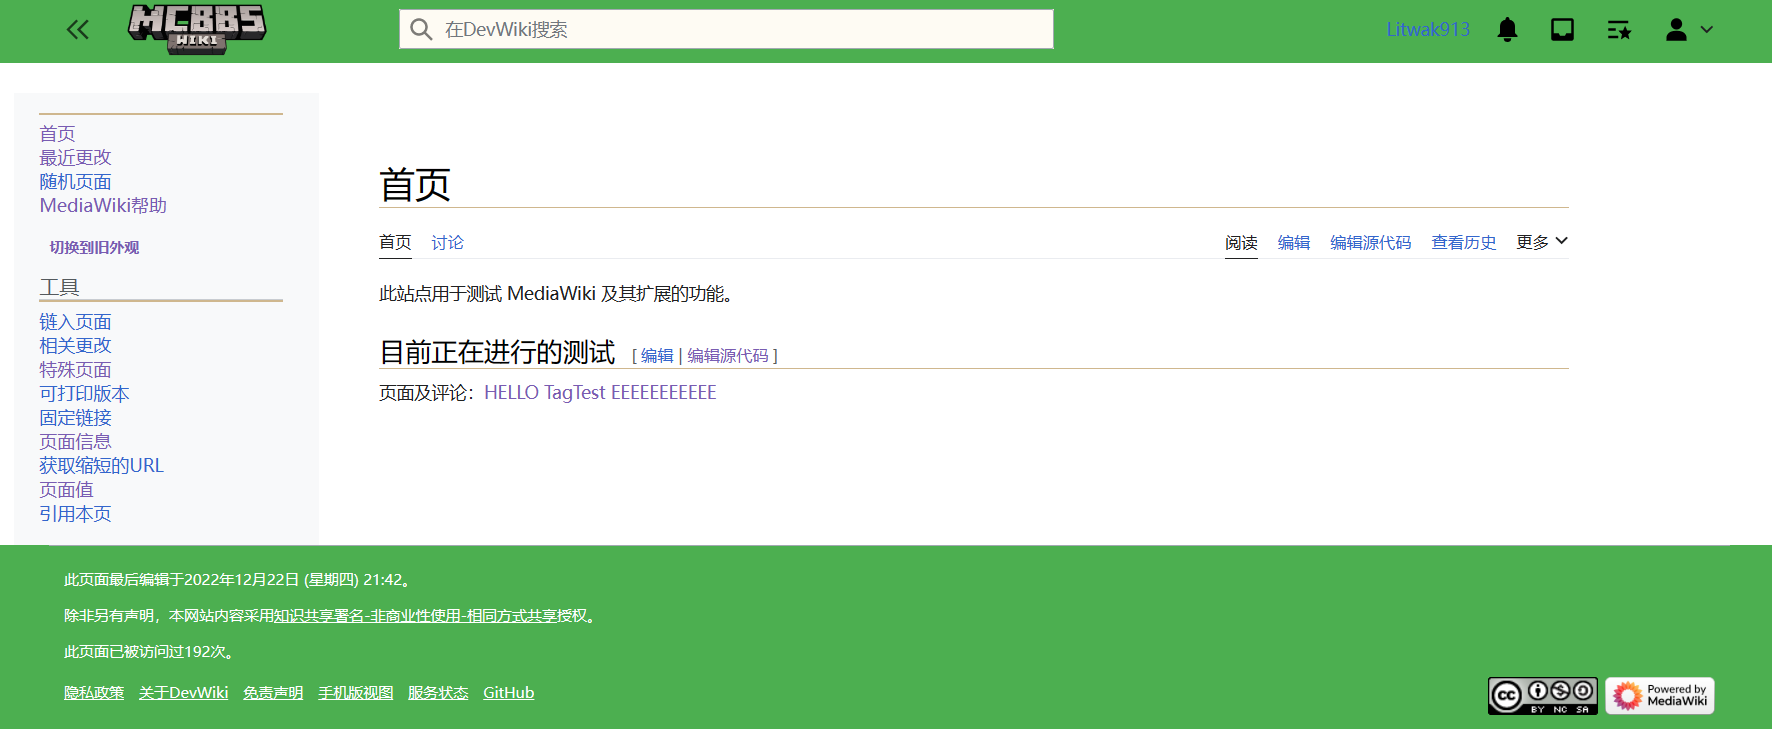 MCBBS
WIKI
在DevWiki搜索
Litwak913
首页
最近更改
随机页面
MediaWiki帮助
切换到旧外观
工具
链入页面
相关更改
特殊页面
可打印版本
固定链接
页面信息
获取缩短的URL
页面值
引用本页
首页
首页 讨论 阅读 编辑 编辑源代码 查看历史 更多
此站点用于测试 MediaWiki 及其扩展的功能。
目前正在进行的测试 [ 编辑 | 编辑源代码 ]
页面及评论：HELLO TagTest EEEEEEEEEEE
此页面最后编辑于2022年12月22日 (星期四) 21:42。
除非另有声明，本网站内容采用知识共享署名-非商业性使用-相同方式共享授权。
此页面已被访问过192次。
隐私政策 关于DevWiki 免责声明 手机版视图 服务状态 GitHub
cc BY NC SA
Powered by
MediaWiki